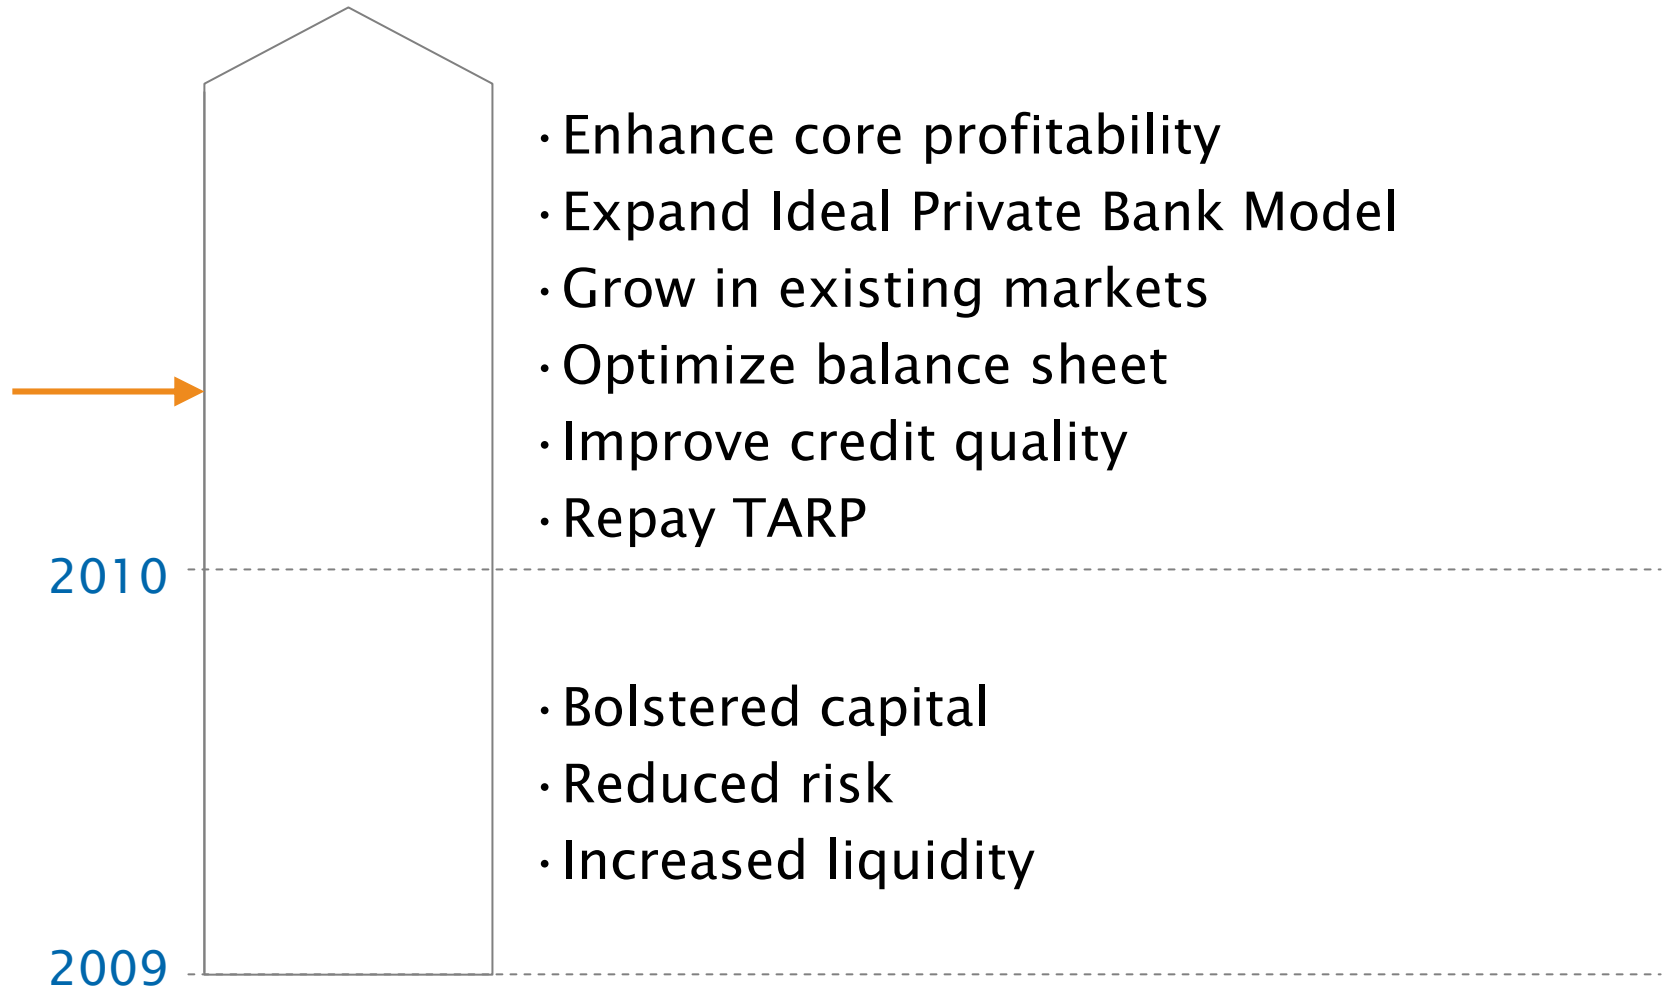 ·Enhance core profitability
·Expand Ideal Private Bank Model
·Grow in existing markets
·Optimize balance sheet
·Improve credit quality
·Repay TARP
2010
·Bolstered capital
·Reduced risk
·Increased liquidity
2009